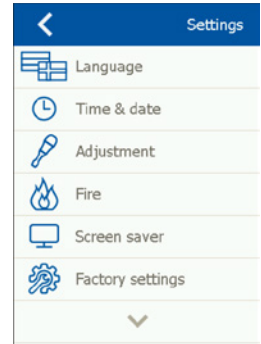 Settings
Language
Time & date
Adjustment
Fire
Screen saver
Factory settings